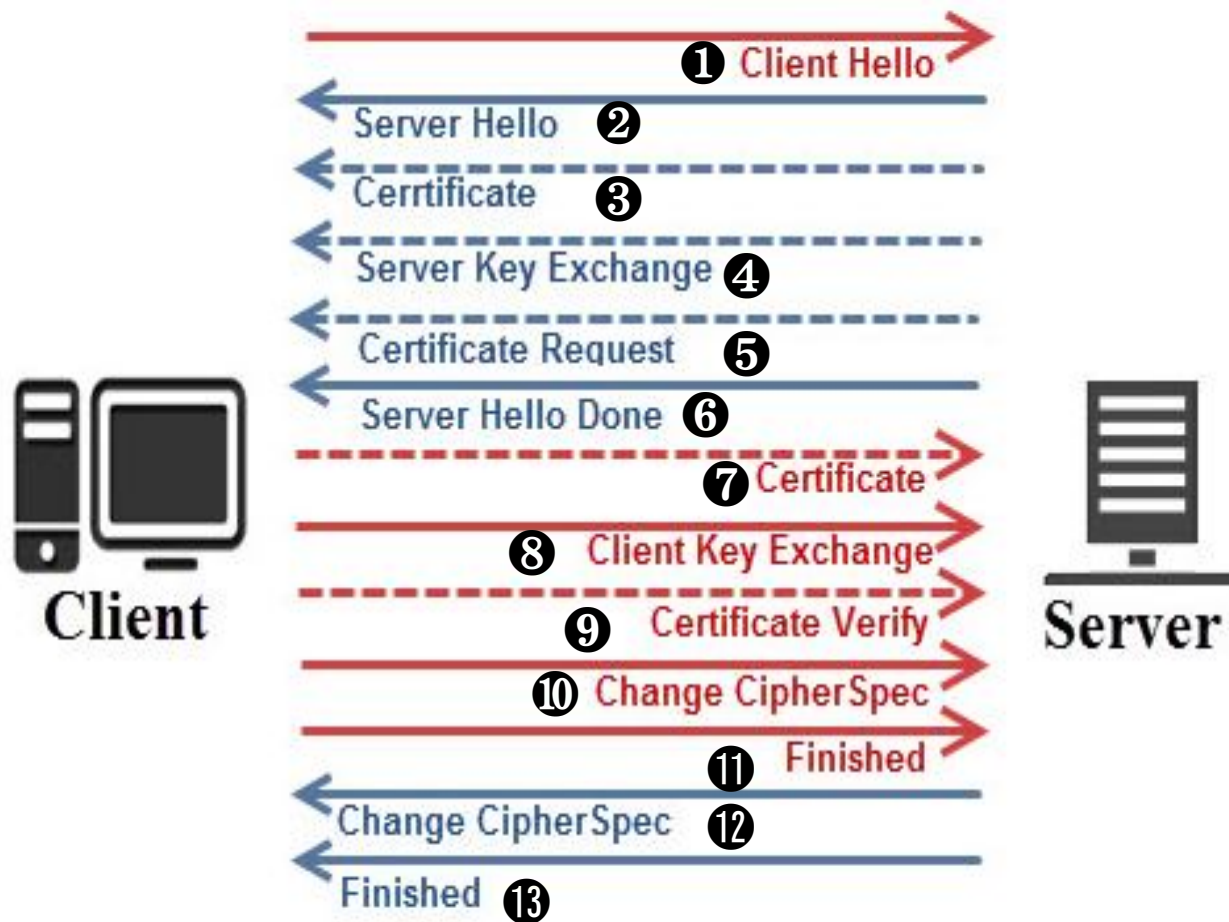 ❶ Client Hello
Server Hello ❷
Cerrtificate ❸
Server Key Exchange ❹
Certificate Request ❺
Server Hello Done ❻
❼ Certificate
❽ Client Key Exchange
❾ Certificate Verify
❿ Change CipherSpec
⓫ Finished
Change CipherSpec ⓬
Finished ⓭
Client
Server